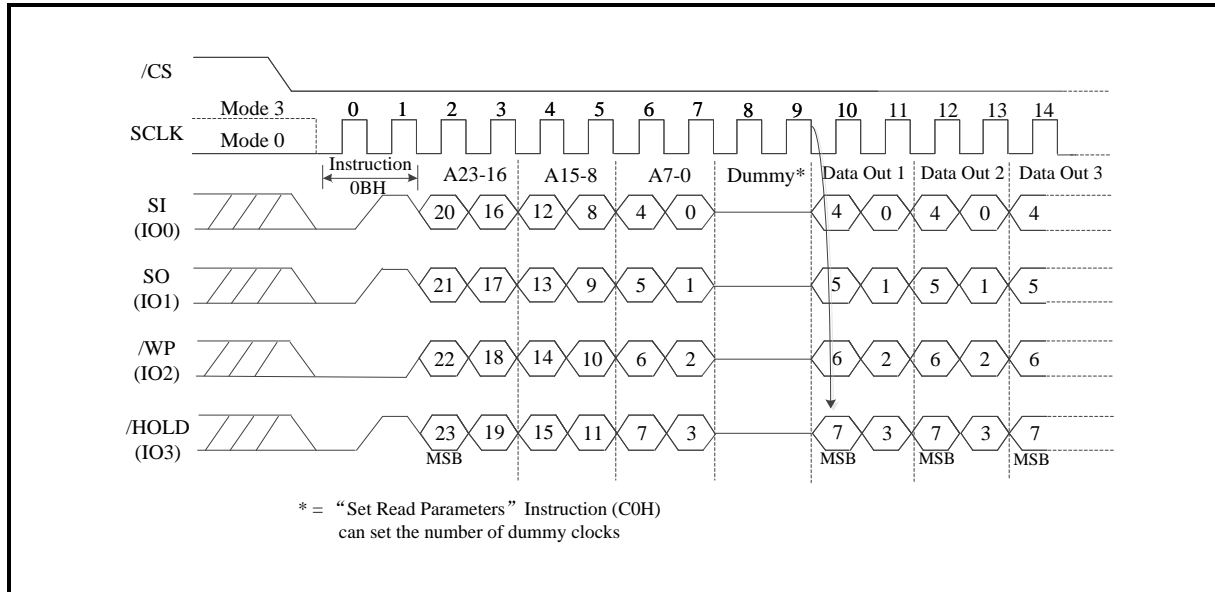 /CS
Mode 3
0 1 2 3 4 5 6 7 8 9 10 11 12 13 14
SCLK
Mode 0
Instruction
0BH
A23-16 A15-8 A7-0 Dummy* Data Out 1 Data Out 2 Data Out 3
SI
(IO0)
20 16 12 8 4 0 4 0 4 0 4
SO
(IO1)
21 17 13 9 5 1 5 1 5 1 5
/WP
(IO2)
22 18 14 10 6 2 6 2 6 2 6
/HOLD
(IO3)
23 19 15 11 7 3 7 3 7 3 7
MSB MSB MSB MSB
* = “Set Read Parameters” Instruction (C0H)
can set the number of dummy clocks